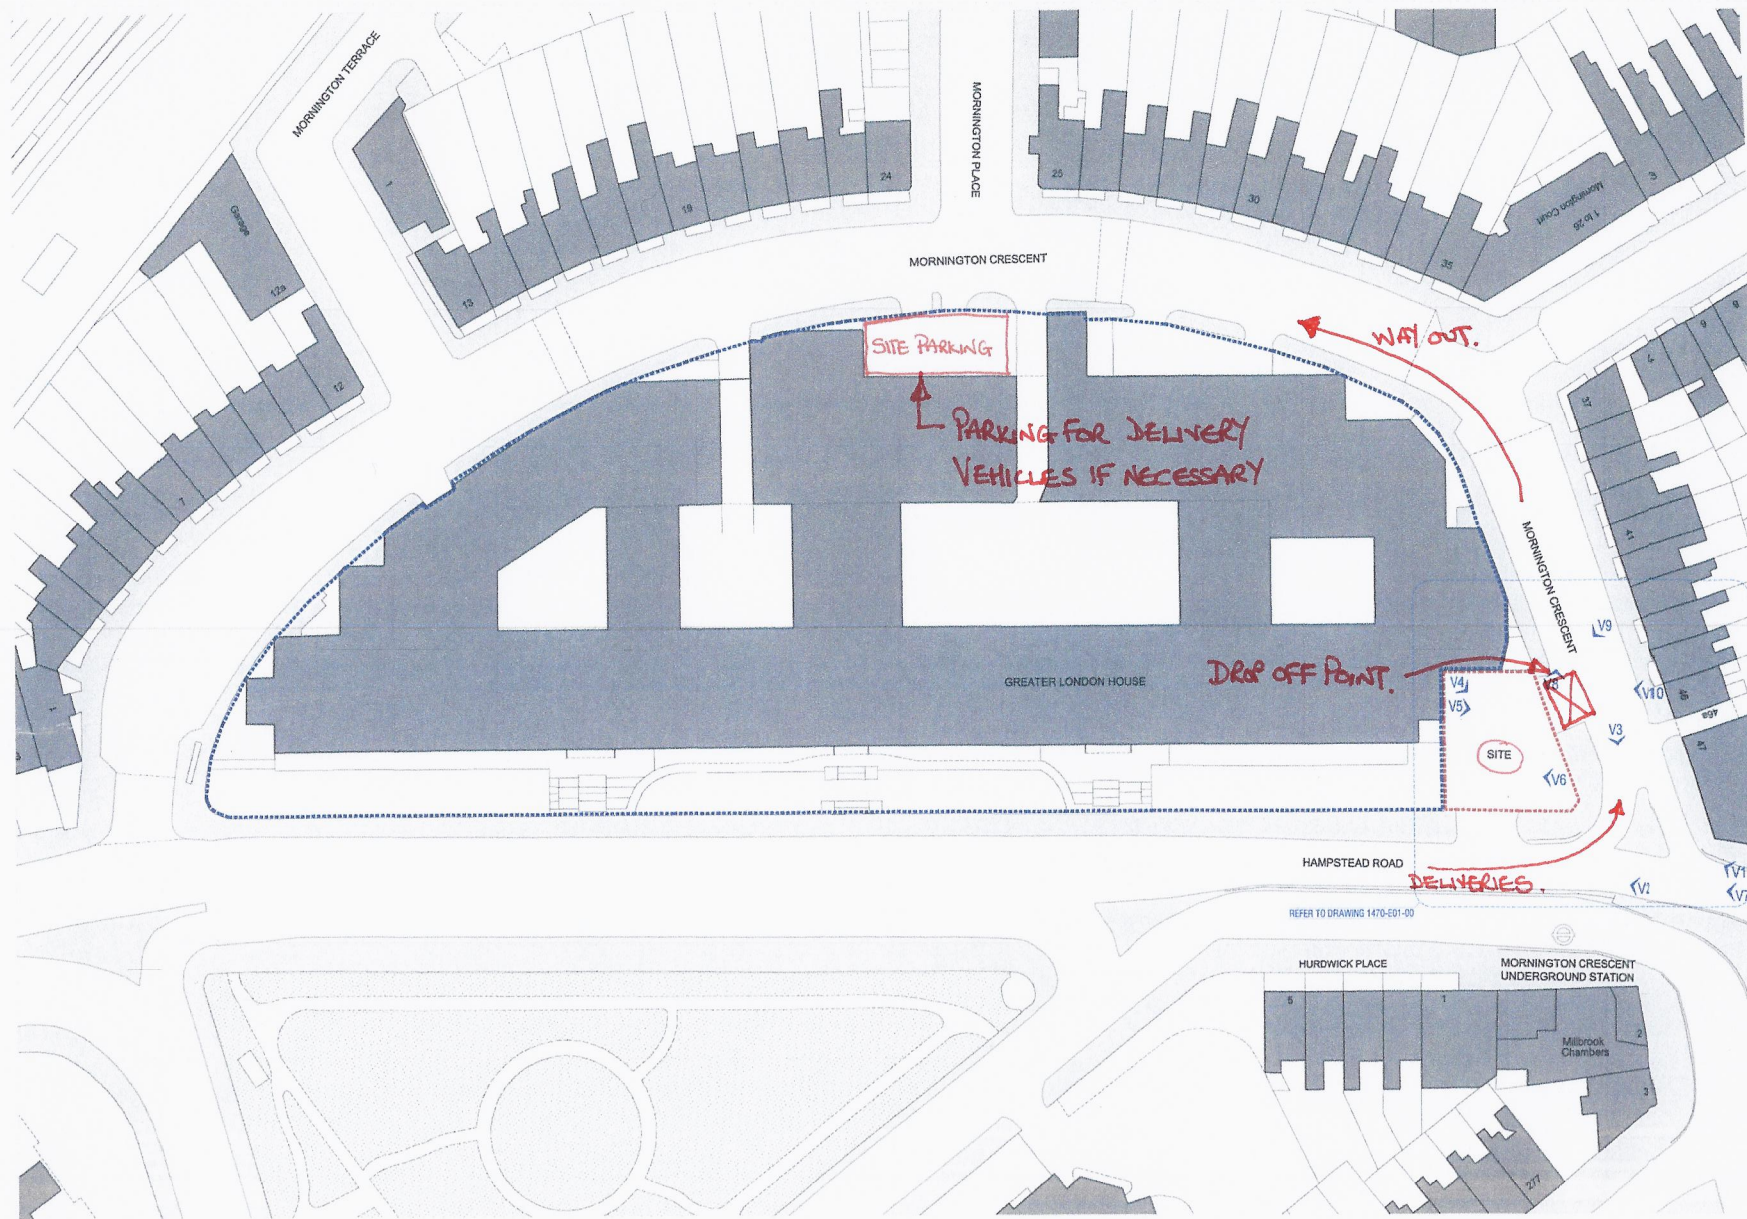 MORNINGTON TERRACE
MORNINGTON PLACE
1
24
25
Garage
12a
19
30
Mornington Court
1 to 26
3
13
MORNINGTON CRESCENT
35
9
4
12
SITE PARKING
WAY OUT.
37
PARKING FOR DELIVERY
VEHICLES IF NECESSARY
7
41
MORNINGTON CRESCENT
V9
GREATER LONDON HOUSE
DROP OFF POINT.
V4
V5
V8
V10
46
46a
1
V3
47
SITE
V6
HAMPSTEAD ROAD
DELIVERIES.
V2
V1
V7
REFER TO DRAWING 1470-E01-00
HURDWICK PLACE
MORNINGTON CRESCENT
UNDERGROUND STATION
5
1
2
Millbrook
Chambers
3
277